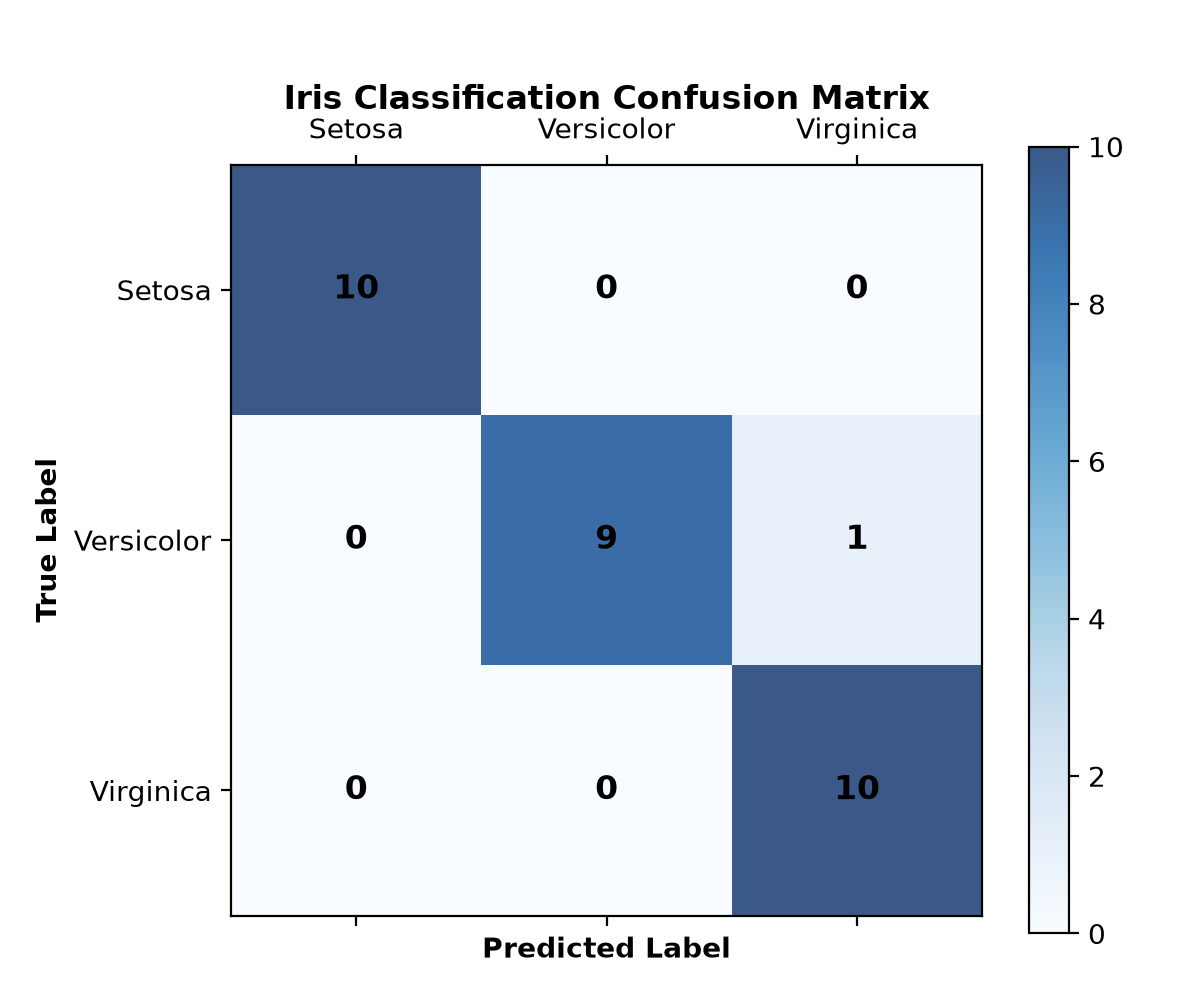 Iris Classification Confusion Matrix
Setosa Versicolor Virginica
Setosa 10 0 0
Versicolor 0 9 1
Virginica 0 0 10
True Label
Predicted Label
10
8
6
4
2
0